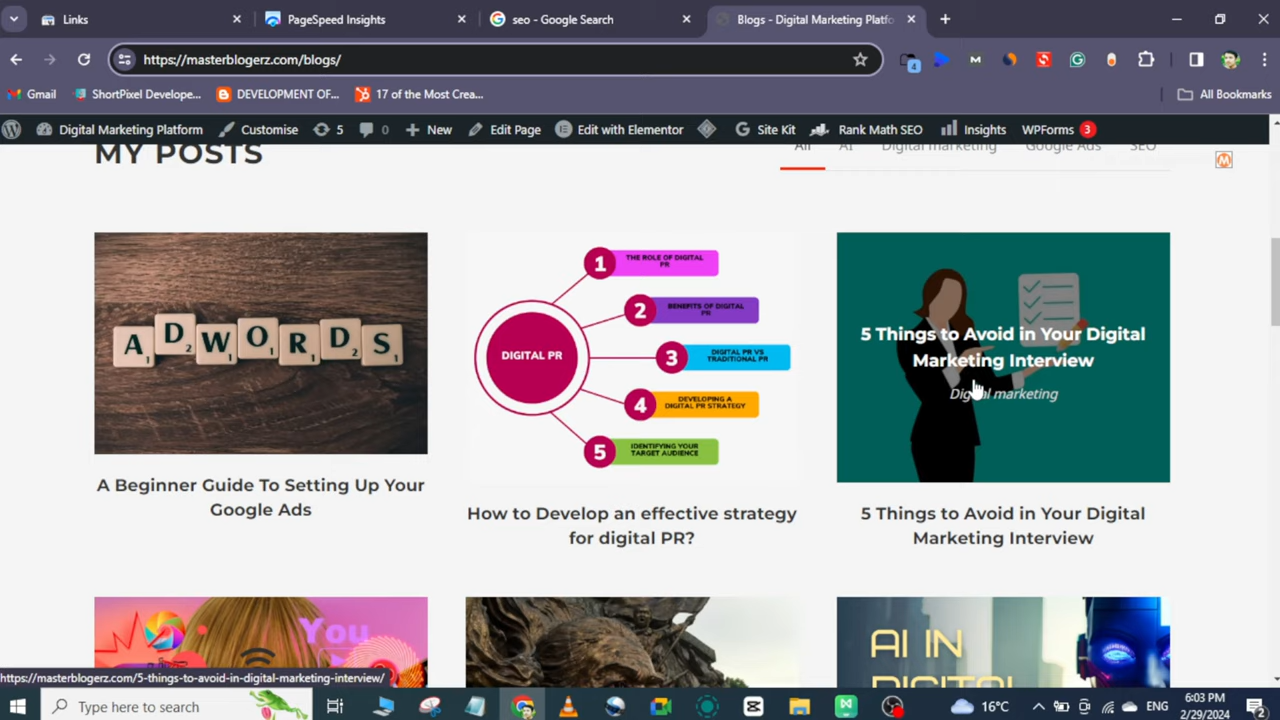 Links
PageSpeed Insights
seo - Google Search
Blogs - Digital Marketing Platfo
https://masterblogerz.com/blogs/
4
Gmail
ShortPixel Develope...
DEVELOPMENT OF...
17 of the Most Crea...
All Bookmarks
Digital Marketing Platform
Customise
5
0
New
Edit Page
Edit with Elementor
Site Kit
Rank Math SEO
Insights
WPForms 3
MY POSTS
All
AI
Digital marketing
Google Ads
SEO
ADWORDS
DIGITAL PR
1 THE ROLE OF DIGITAL
PR
2 BENEFITS OF DIGITAL
PR
3 DIGITAL PR VS
TRADITIONAL PR
4 DEVELOPING A
DIGITAL PR STRATEGY
5 IDENTIFYING YOUR
TARGET AUDIENCE
5 Things to Avoid in Your Digital
Marketing Interview
Digital marketing
A Beginner Guide To Setting Up Your
Google Ads
How to Develop an effective strategy
for digital PR?
5 Things to Avoid in Your Digital
Marketing Interview
You
AI IN
DIGITAL
https://masterblogerz.com/5-things-to-avoid-in-digital-marketing-interview/
Type here to search
16°C
ENG
6:03 PM
2/29/2024
2